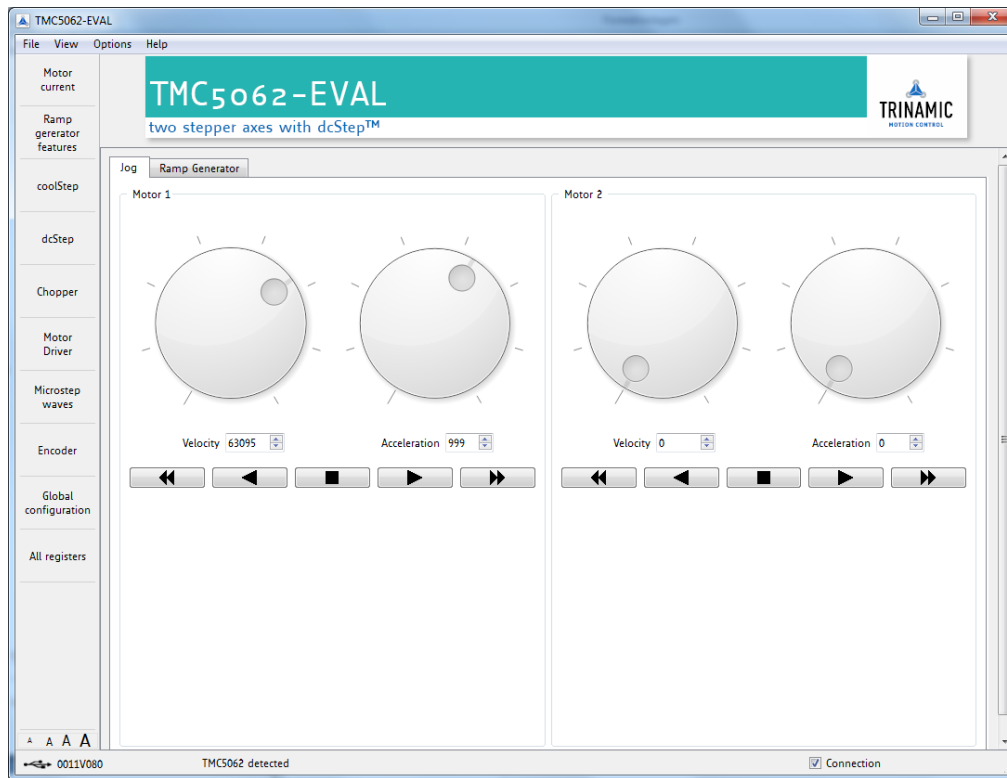 TMC5062-EVAL
File View Options Help
Motor
current
Ramp
gererator
features
coolStep
dcStep
Chopper
Motor
Driver
Microstep
waves
Encoder
Global
configuration
All registers
A A A A
TMC5062-EVAL
two stepper axes with dcStep™
TRINAMIC
MOTION CONTROL
Jog Ramp Generator
Motor 1
Velocity 63095 Acceleration 999
Motor 2
Velocity 0 Acceleration 0
0011V080 TMC5062 detected Connection